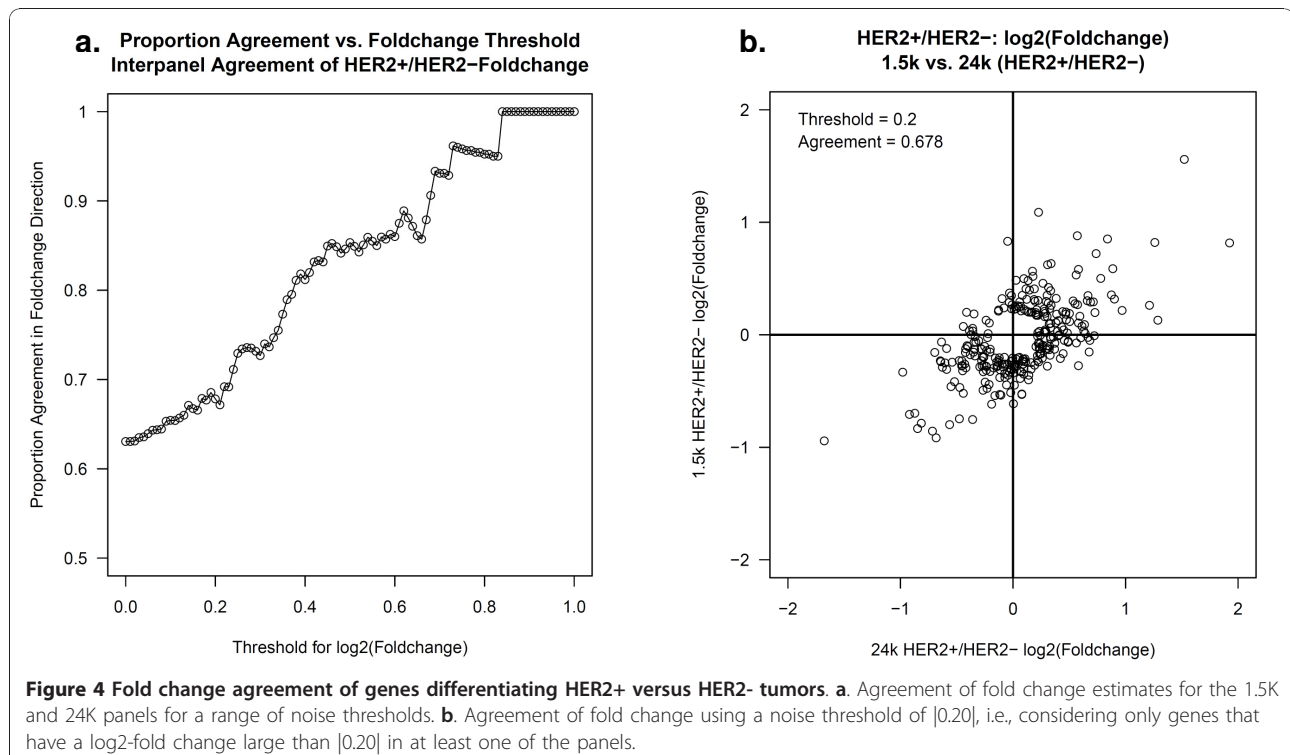 a. Proportion Agreement vs. Foldchange Threshold
Interpanel Agreement of HER2+/HER2−Foldchange
Proportion Agreement in Foldchange Direction
1
0.9
0.8
0.7
0.6
0.5
0.0 0.2 0.4 0.6 0.8 1.0
Threshold for log2(Foldchange)
b. HER2+/HER2−: log2(Foldchange)
1.5k vs. 24k (HER2+/HER2−)
Threshold = 0.2
Agreement = 0.678
1.5k HER2+/HER2− log2(Foldchange)
2
1
0
−1
−2
−2 −1 0 1 2
24k HER2+/HER2− log2(Foldchange)
Figure 4 Fold change agreement of genes differentiating HER2+ versus HER2- tumors. a. Agreement of fold change estimates for the 1.5K
and 24K panels for a range of noise thresholds. b. Agreement of fold change using a noise threshold of |0.20|, i.e., considering only genes that
have a log2-fold change large than |0.20| in at least one of the panels.